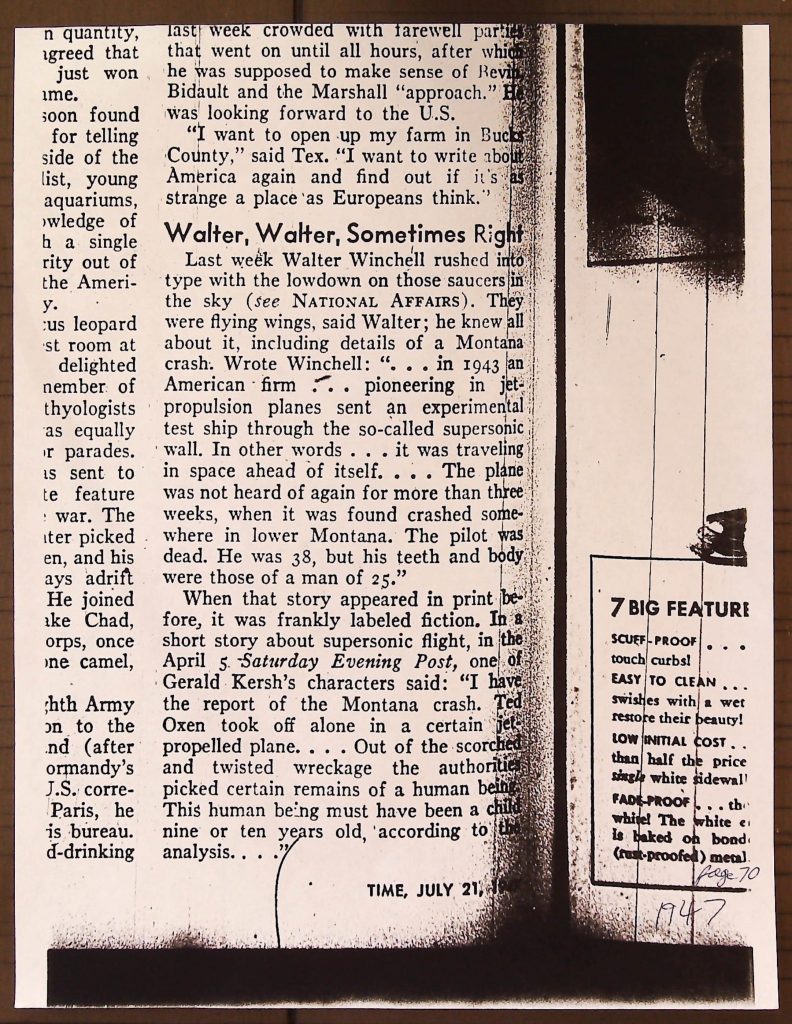 n quantity,
agreed that
just won
ame.
soon found
for telling
side of the
list, young
aquariums,
owledge of
h a single
rity out of
the Ameri-
y.
us leopard
st room at
delighted
member of
thyologists
as equally
r parades.
as sent to
te feature
war. The
ter picked
en, and his
ays adrift
He joined
ake Chad,
orps, once
one camel,
hth Army
on to the
nd (after
ormandy's
U.S. corre-
Paris, he
is bureau.
d-drinking
last week crowded with farewell parties
that went on until all hours, after which
he was supposed to make sense of Bevin,
Bidault and the Marshall "approach." He
was looking forward to the U.S.
"I want to open up my farm in Bucks
County," said Tex. "I want to write about
America again and find out if it's as
strange a place as Europeans think."
Walter, Walter, Sometimes Right
Last week Walter Winchell rushed into
type with the lowdown on those saucers in
the sky (see NATIONAL AFFAIRS). They
were flying wings, said Walter; he knew all
about it, including details of a Montana
crash. Wrote Winchell: ". . . in 1943 an
American firm . . . pioneering in jet-
propulsion planes sent an experimental
test ship through the so-called supersonic
wall. In other words . . . it was traveling
in space ahead of itself. . . . The plane
was not heard of again for more than three
weeks, when it was found crashed some-
where in lower Montana. The pilot was
dead. He was 38, but his teeth and body
were those of a man of 25."
When that story appeared in print be-
fore, it was frankly labeled fiction. In a
short story about supersonic flight, in the
April 5 Saturday Evening Post, one of
Gerald Kersh's characters said: "I have
the report of the Montana crash. Ted
Oxen took off alone in a certain jet-
propelled plane. . . . Out of the scorched
and twisted wreckage the authorities
picked certain remains of a human being.
This human being must have been a child
nine or ten years old, according to the
analysis. . . ."
TIME, JULY 21, 1947
7 BIG FEATURE
SCUFF-PROOF . . .
touch curbs!
EASY TO CLEAN . . .
swishes with a wet
restore their beauty!
LOW INITIAL COST . .
than half the price
single white sidewall
FADE-PROOF . . . th
white! The white e
is baked on bond
(rust-proofed) metal.
page 70
1947